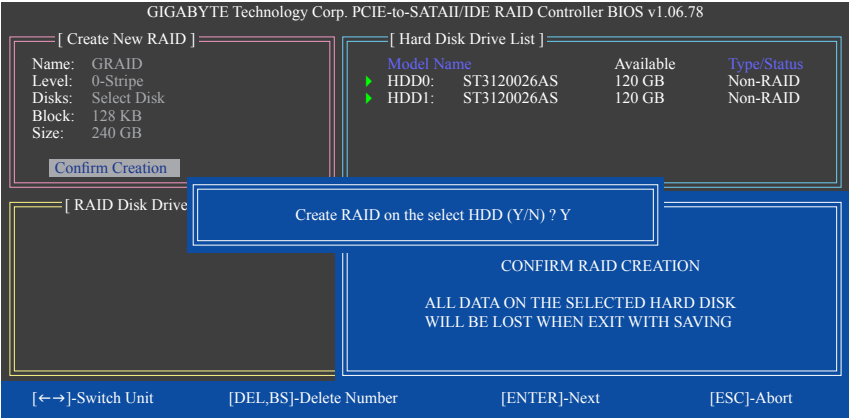 GIGABYTE Technology Corp. PCIE-to-SATAII/IDE RAID Controller BIOS v1.06.78
[ Create New RAID ]
Name: GRAID
Level: 0-Stripe
Disks: Select Disk
Block: 128 KB
Size: 240 GB
Confirm Creation
[ Hard Disk Drive List ]
Model Name Available Type/Status
HDD0: ST3120026AS 120 GB Non-RAID
HDD1: ST3120026AS 120 GB Non-RAID
[ RAID Disk Drive
Create RAID on the select HDD (Y/N) ? Y
CONFIRM RAID CREATION
ALL DATA ON THE SELECTED HARD DISK
WILL BE LOST WHEN EXIT WITH SAVING
[←→]-Switch Unit [DEL,BS]-Delete Number [ENTER]-Next [ESC]-Abort